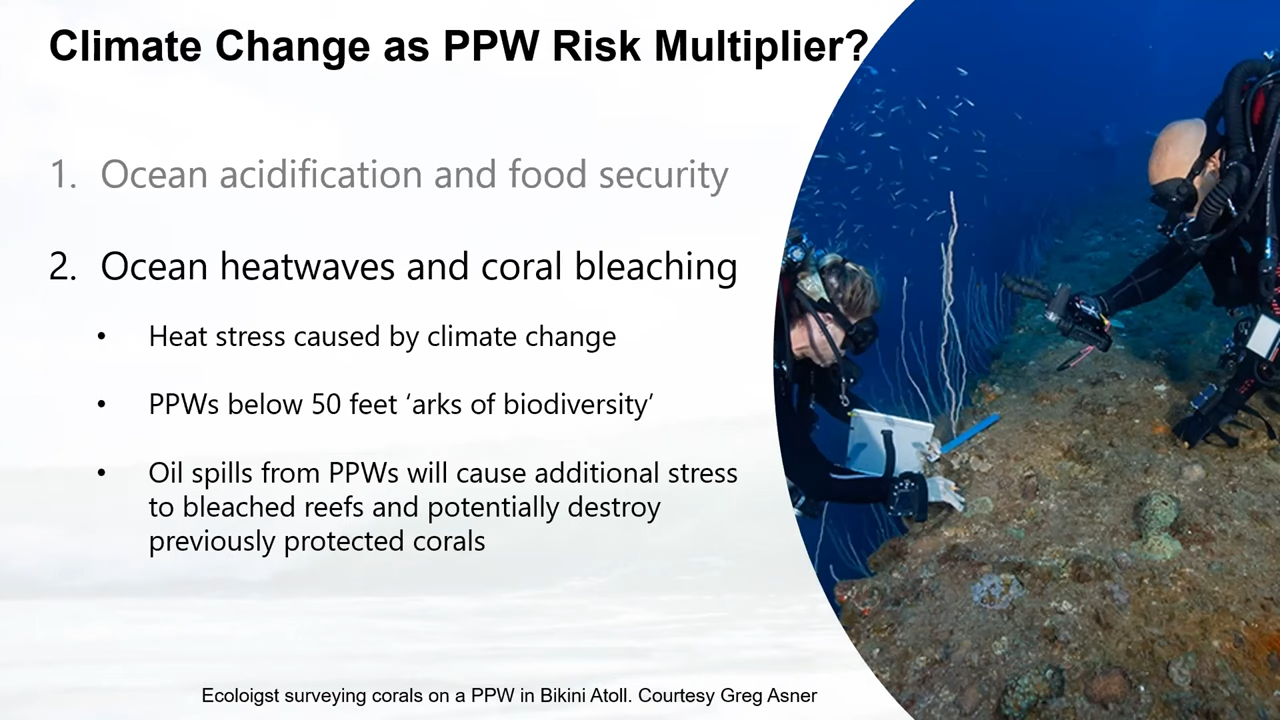 Climate Change as PPW Risk Multiplier?
1. Ocean acidification and food security
2. Ocean heatwaves and coral bleaching
• Heat stress caused by climate change
• PPWs below 50 feet ‘arks of biodiversity’
• Oil spills from PPWs will cause additional stress
to bleached reefs and potentially destroy
previously protected corals
Ecoloigst surveying corals on a PPW in Bikini Atoll. Courtesy Greg Asner